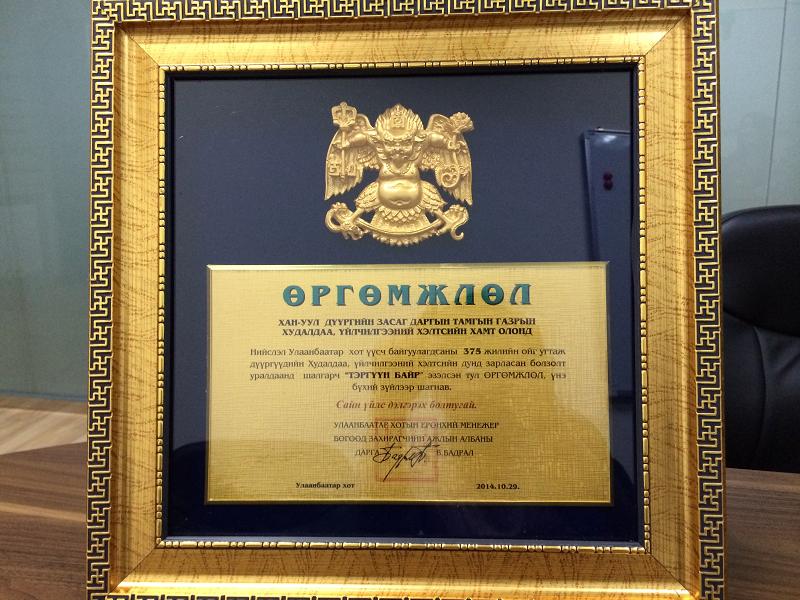 ӨРГӨМЖЛӨЛ
ХАН-УУЛ ДҮҮРГИЙН ЗАСАГ ДАРГЫН ТАМГЫН ГАЗРЫН
ХУДАЛДАА, ҮЙЛЧИЛГЭЭНИЙ ХЭЛТСИЙН ХАМТ ОЛОНД
Нийслэл Улаанбаатар хот үүсч байгуулагдсаны 375 жилийн ойг угтаж
дүүргүүдийн Худалдаа, үйлчилгээний хэлтсийн дунд зарласан болзолт
уралдаанд шалгарч "ТЭРГҮҮН БАЙР" эзэлсэн тул ӨРГӨМЖЛӨЛ, үнэ
бүхий зүйлээр шагнав.
Сайн үйлс дэлгэрэх болтугай.
УЛААНБААТАР ХОТЫН ЕРӨНХИЙ МЕНЕЖЕР
БӨГӨӨД ЗАХИРАГЧИЙН АЖЛЫН АЛБАНЫ
ДАРГА Б.БАДРАЛ
Улаанбаатар хот 2014.10.29.